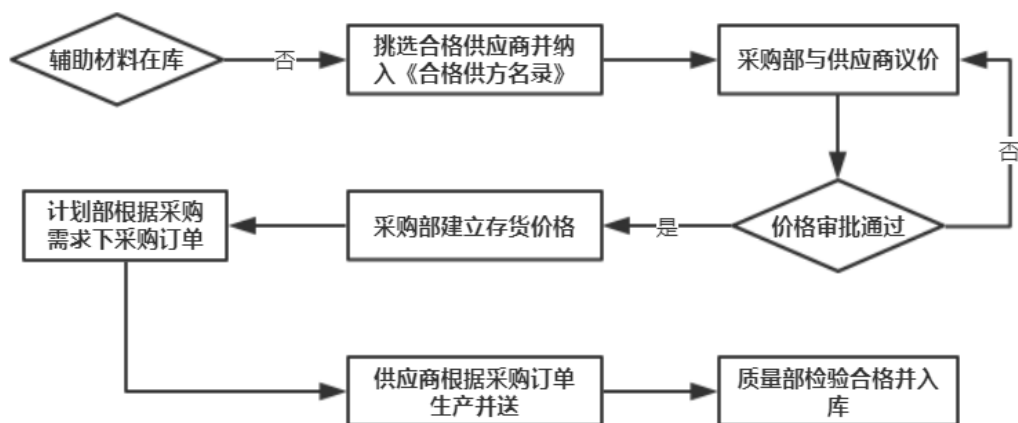 辅助材料在库
否
挑选合格供应商并纳
入《合格供方名录》
采购部与供应商议价
否
价格审批通过
是
采购部建立存货价格
计划部根据采购
需求下采购订单
供应商根据采购订单
生产并送
质量部检验合格并入
库